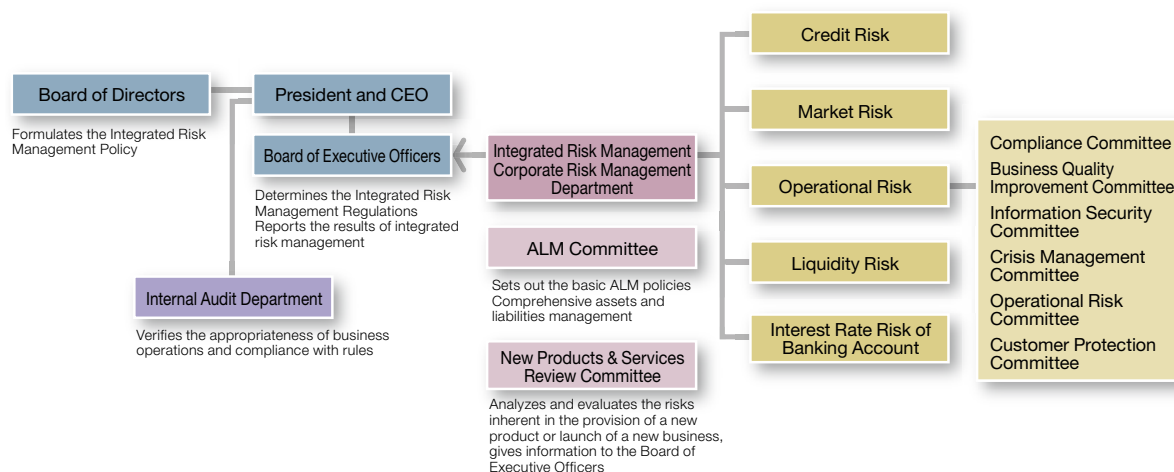 Board of Directors
Formulates the Integrated Risk
Management Policy
President and CEO
Board of Executive Officers
Determines the Integrated Risk
Management Regulations
Reports the results of integrated
risk management
Internal Audit Department
Verifies the appropriateness of business
operations and compliance with rules
Integrated Risk Management
Corporate Risk Management
Department
ALM Committee
Sets out the basic ALM policies
Comprehensive assets and
liabilities management
New Products & Services
Review Committee
Analyzes and evaluates the risks
inherent in the provision of a new
product or launch of a new business,
gives information to the Board of
Executive Officers
Credit Risk
Market Risk
Operational Risk
Liquidity Risk
Interest Rate Risk of
Banking Account
Compliance Committee
Business Quality
Improvement Committee
Information Security
Committee
Crisis Management
Committee
Operational Risk
Committee
Customer Protection
Committee